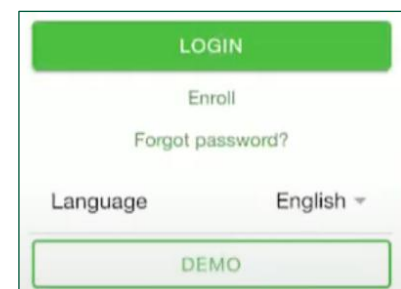 LOGIN
Enroll
Forgot password?
Language English
DEMO